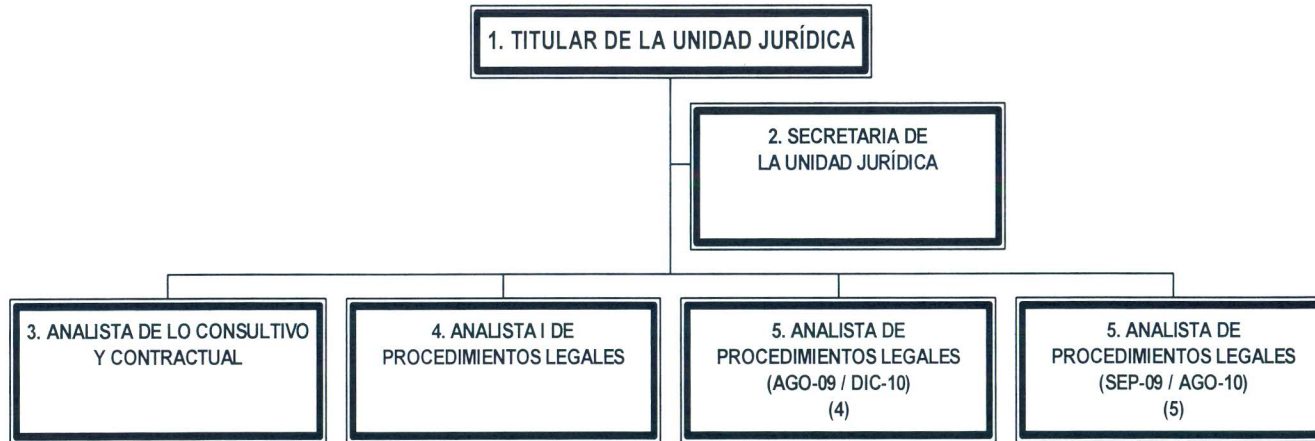 1. TITULAR DE LA UNIDAD JURÍDICA
2. SECRETARIA DE
LA UNIDAD JURÍDICA
3. ANALISTA DE LO CONSULTIVO
Y CONTRACTUAL
4. ANALISTA I DE
PROCEDIMIENTOS LEGALES
5. ANALISTA DE
PROCEDIMIENTOS LEGALES
(AGO-09 / DIC-10)
(4)
5. ANALISTA DE
PROCEDIMIENTOS LEGALES
(SEP-09 / AGO-10)
(5)